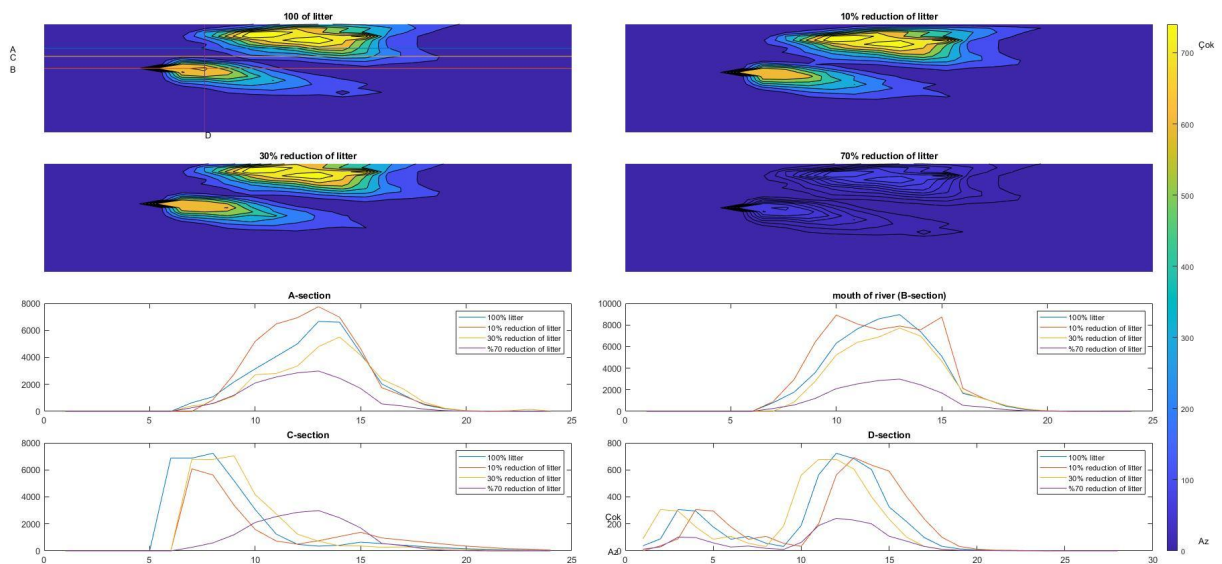 100 of litter
10% reduction of litter
A
C
B
D
30% reduction of litter
70% reduction of litter
700
600
500
400
300
200
100
0
Çok
Az
A-section
8000
6000
4000
2000
0
0 5 10 15 20 25
100% litter
10% reduction of litter
30% reduction of litter
%70 reduction of litter
mouth of river (B-section)
10000
8000
6000
4000
2000
0
0 5 10 15 20 25
100% litter
10% reduction of litter
30% reduction of litter
%70 reduction of litter
C-section
8000
6000
4000
2000
0
0 5 10 15 20 25
100% litter
10% reduction of litter
30% reduction of litter
%70 reduction of litter
D-section
800
600
400
200
0
Çok
Az
0 5 10 15 20 25 30
100% litter
10% reduction of litter
30% reduction of litter
%70 reduction of litter